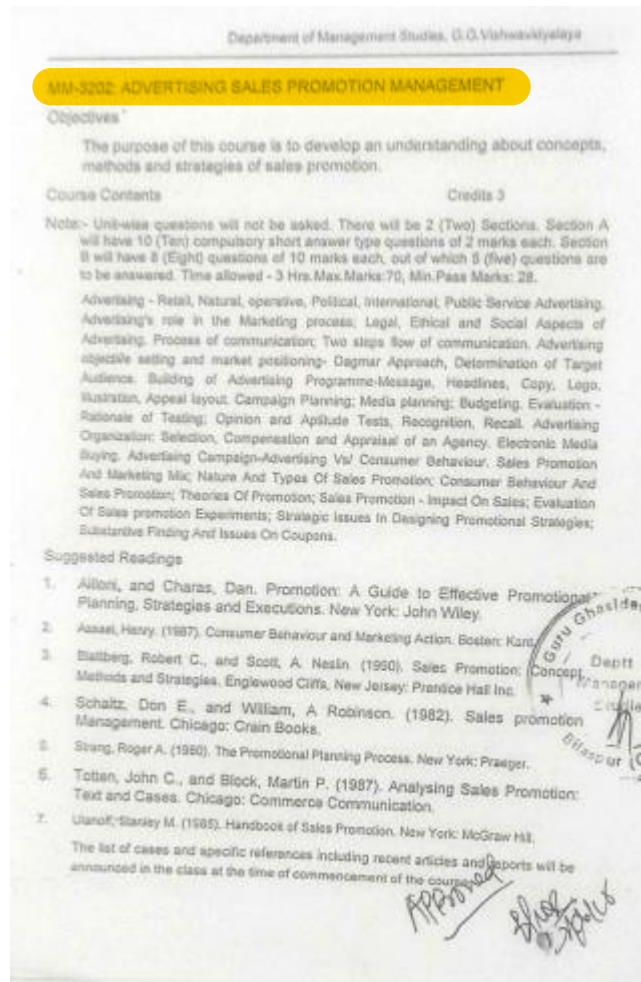 Department of Management Studies, G.G.Vishwavidyalaya
MM-3202: ADVERTISING SALES PROMOTION MANAGEMENT
Objectives
The purpose of this course is to develop an understanding about concepts,
methods and strategies of sales promotion.
Course Contents Credits 3
Note:- Unit-wise questions will not be asked. There will be 2 (Two) Sections. Section A
will have 10 (Ten) compulsory short answer type questions of 2 marks each. Section
B will have 8 (Eight) questions of 10 marks each, out of which 5 (five) questions are
to be answered. Time allowed - 3 Hrs.Max.Marks:70, Min.Pass Marks: 28.
Advertising - Retail, Natural, operative, Political, International, Public Service Advertising.
Advertising's role in the Marketing process; Legal, Ethical and Social Aspects of
Advertising. Process of communication; Two steps flow of communication. Advertising
objective setting and market positioning- Dagmar Approach, Determination of Target
Audience. Building of Advertising Programme-Message, Headlines, Copy, Logo,
Illustration, Appeal layout. Campaign Planning; Media planning; Budgeting. Evaluation -
Rationale of Testing; Opinion and Aptitude Tests, Recognition, Recall. Advertising
Organization: Selection, Compensation and Appraisal of an Agency. Electronic Media
Buying. Advertising Campaign-Advertising Vs/ Consumer Behaviour. Sales Promotion
And Marketing Mix; Nature And Types Of Sales Promotion; Consumer Behaviour And
Sales Promotion; Theories Of Promotion; Sales Promotion - Impact On Sales; Evaluation
Of Sales promotion Experiments; Strategic Issues In Designing Promotional Strategies;
Substantive Finding And Issues On Coupons.
Suggested Readings
1. and Charas, Dan. Promotion: A Guide to Effective Promotional
Planning, Strategies and Executions. New York: John Wiley.
2. Assael, Henry. (1987). Consumer Behaviour and Marketing Action. Boston:
3. Blattberg, Robert C., and Scott, A. Neslin. (1990). Sales Promotion: Concept,
Methods and Strategies. Englewood Cliffs, New Jersey: Prentice Hall Inc.
4. Schaltz, Don E., and William, A Robinson. (1982). Sales promotion
Management. Chicago: Crain Books.
5. Strang, Roger A. (1980). The Promotional Planning Process. New York: Praeger.
6. Totten, John C., and Block, Martin P. (1987). Analysing Sales Promotion:
Text and Cases. Chicago: Commerce Communication.
7. Ulanoff, Stanley M. (1985). Handbook of Sales Promotion. New York: McGraw Hill.
The list of cases and specific references including recent articles and Reports will be
announced in the class at the time of commencement of the
Guru Ghasidas
Deptt
Bilaspur
Approved